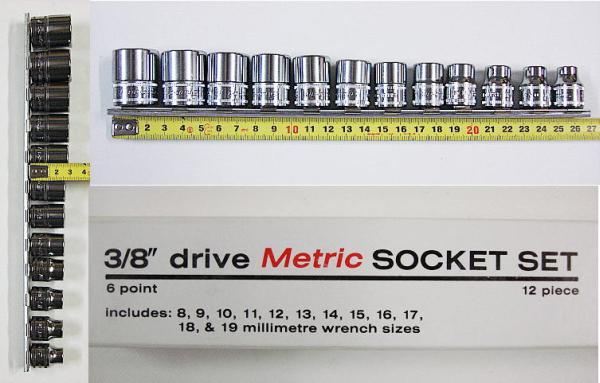 2 3 4
2 3 4 5 6 7 8 9 10 11 12 13 14 15 16 17 18 19 20 21 22 23 24 25 26 27
3/8" drive Metric SOCKET SET
6 point 12 piece
includes: 8, 9, 10, 11, 12, 13, 14, 15, 16, 17,
18, & 19 millimetre wrench sizes